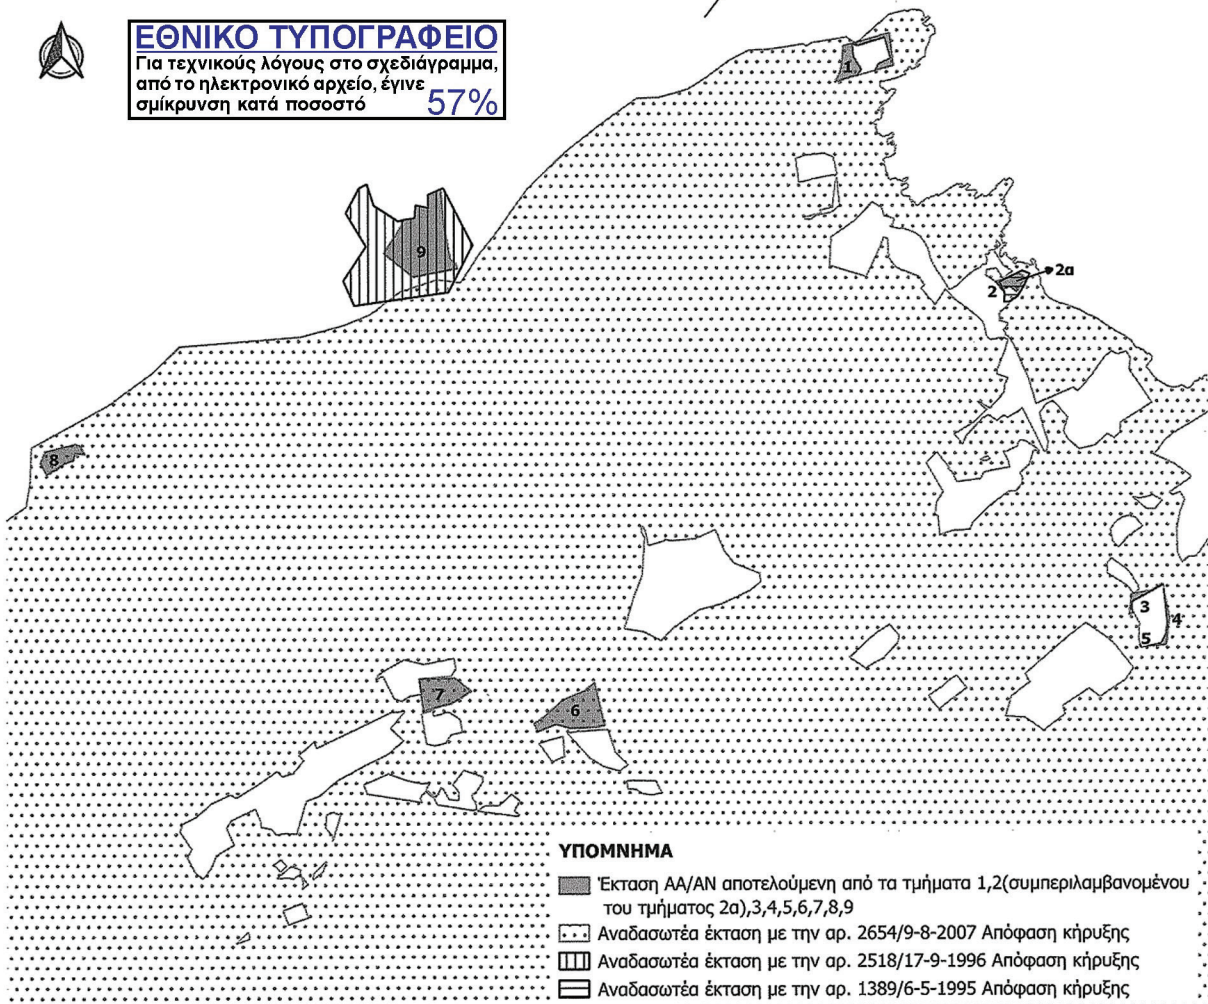 ΕΘΝΙΚΟ ΤΥΠΟΓΡΑΦΕΙΟ
Για τεχνικούς λόγους στο σχεδιάγραμμα,
από το ηλεκτρονικό αρχείο, έγινε
σμίκρυνση κατά ποσοστό 57%
1
9
2α
2
8
3
4
5
7
6
ΥΠΟΜΝΗΜΑ
Έκταση ΑΑ/ΑΝ αποτελούμενη από τα τμήματα 1,2(συμπεριλαμβανομένου
του τμήματος 2α),3,4,5,6,7,8,9
Αναδασωτέα έκταση με την αρ. 2654/9-8-2007 Απόφαση κήρυξης
Αναδασωτέα έκταση με την αρ. 2518/17-9-1996 Απόφαση κήρυξης
Αναδασωτέα έκταση με την αρ. 1389/6-5-1995 Απόφαση κήρυξης